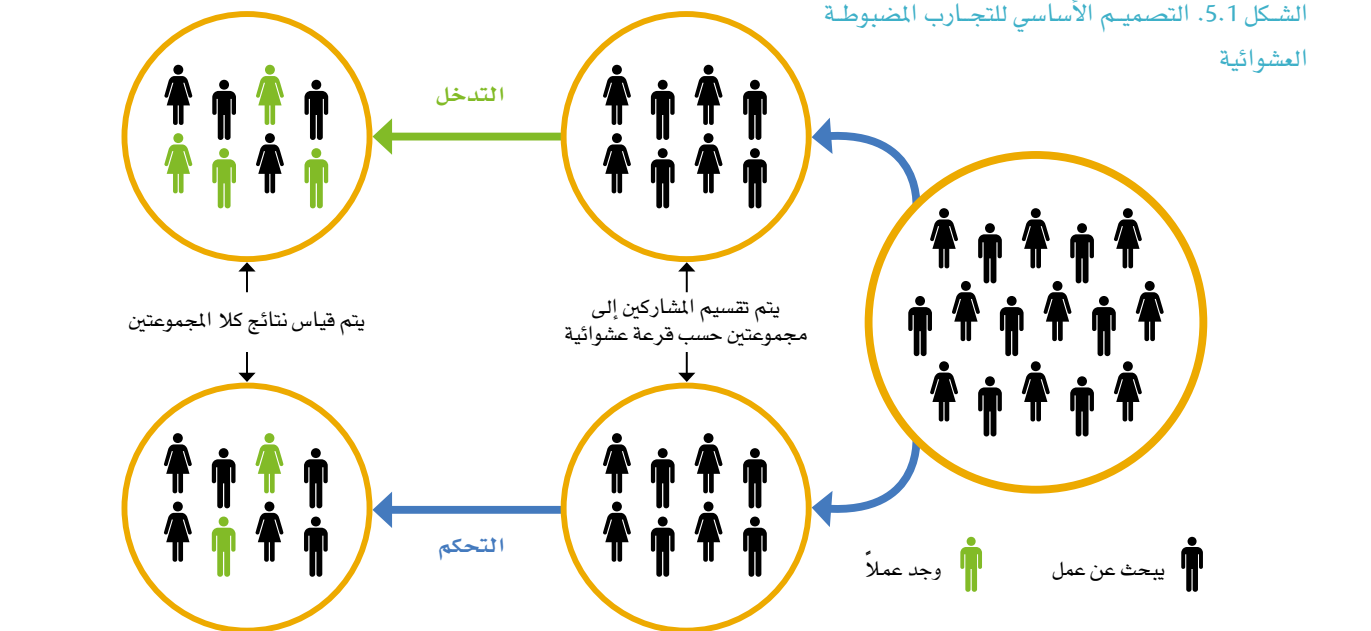 الشكل 5.1. التصميم الأساسي للتجارب المضبوطة
العشوائية
التدخل
يتم تقسيم المشاركين إلى
مجموعتين حسب قرعة عشوائية
يتم قياس نتائج كلا المجموعتين
التحكم
يبحث عن عمل
وجد عملاً